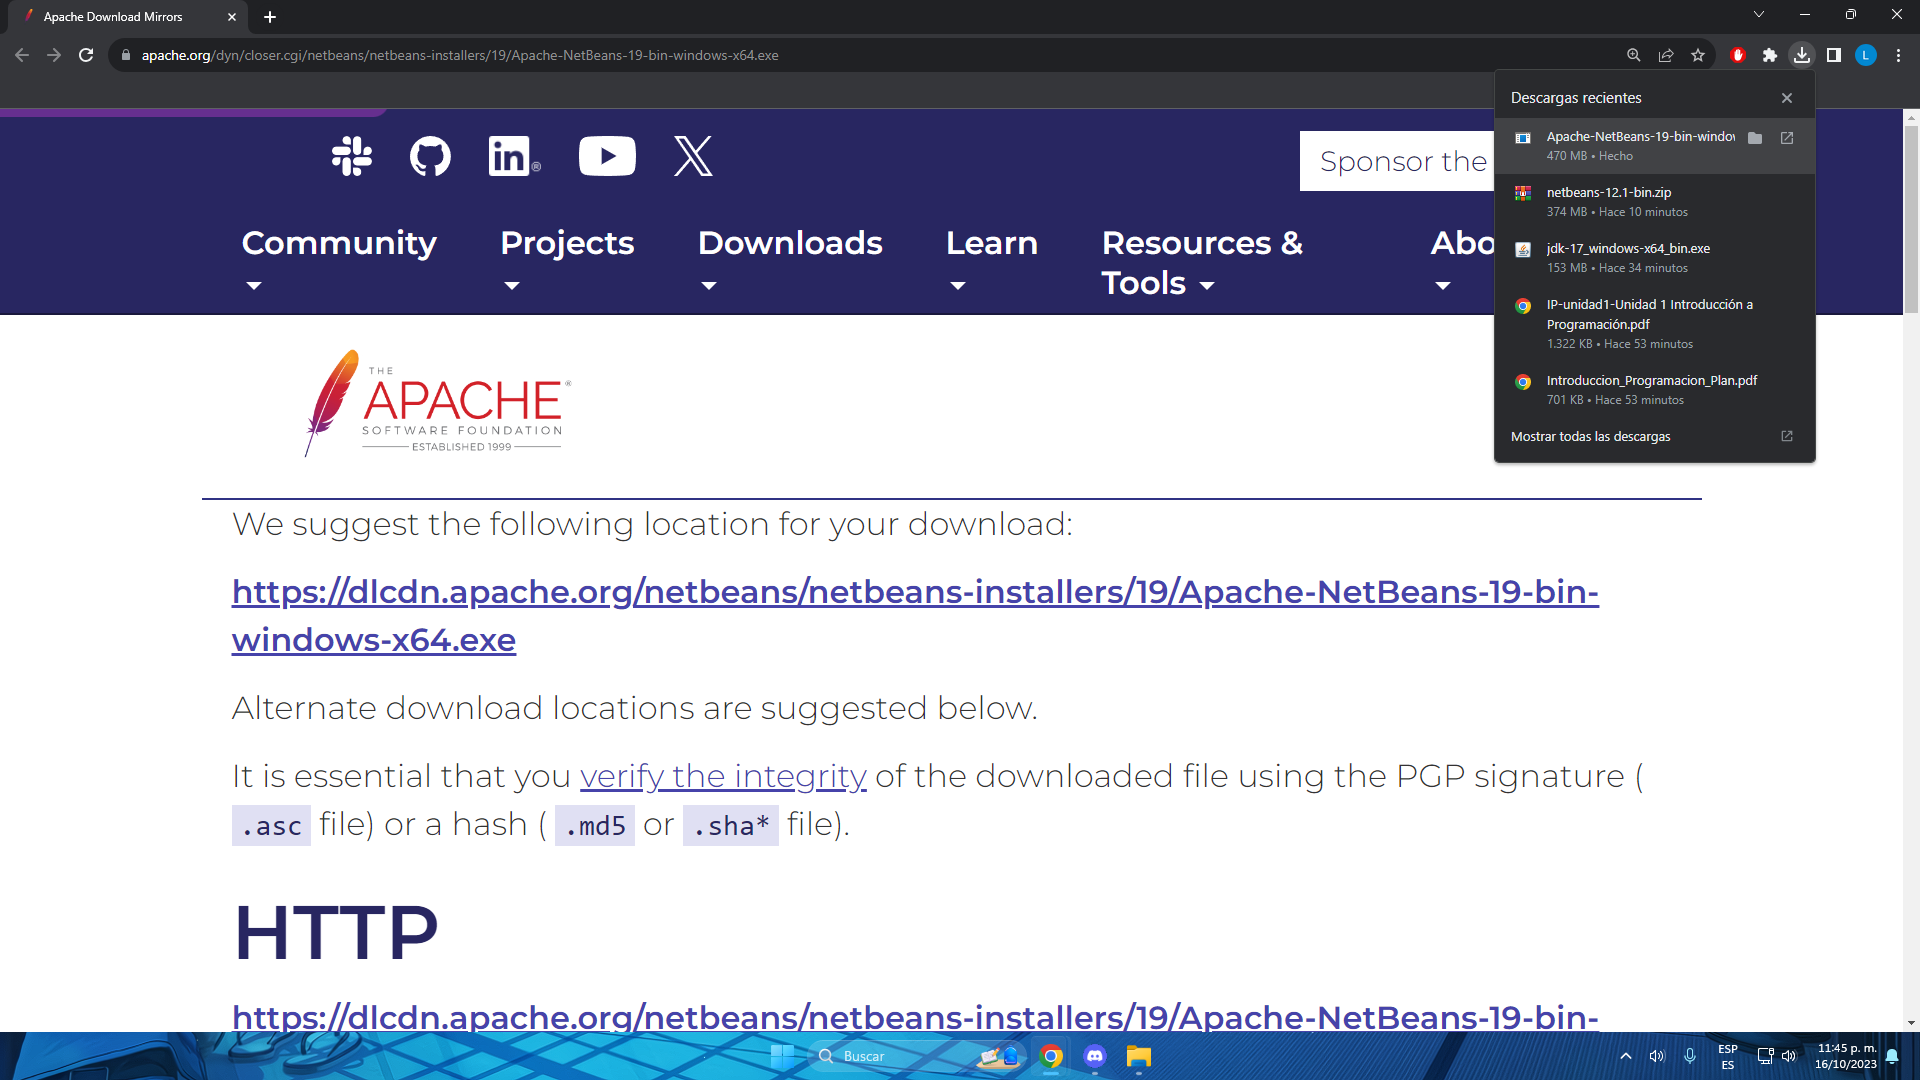 Apache Download Mirrors
apache.org/dyn/closer.cgi/netbeans/netbeans-installers/19/Apache-NetBeans-19-bin-windows-x64.exe
L
Descargas recientes
Apache-NetBeans-19-bin-window
470 MB • Hecho
netbeans-12.1-bin.zip
374 MB • Hace 10 minutos
jdk-17_windows-x64_bin.exe
153 MB • Hace 34 minutos
IP-unidad1-Unidad 1 Introducción a
Programación.pdf
1.322 KB • Hace 53 minutos
Introduccion_Programacion_Plan.pdf
701 KB • Hace 53 minutos
Mostrar todas las descargas
in ®
Sponsor the
Community
Projects
Downloads
Learn
Resources &
Tools
Abo
THE
APACHE®
SOFTWARE FOUNDATION
ESTABLISHED 1999
We suggest the following location for your download:
https://dlcdn.apache.org/netbeans/netbeans-installers/19/Apache-NetBeans-19-bin-
windows-x64.exe
Alternate download locations are suggested below.
It is essential that you verify the integrity of the downloaded file using the PGP signature (
.asc file) or a hash ( .md5 or .sha* file).
HTTP
https://dlcdn.apache.org/netbeans/netbeans-installers/19/Apache-NetBeans-19-bin-
Buscar
ESP
ES
11:45 p. m.
16/10/2023